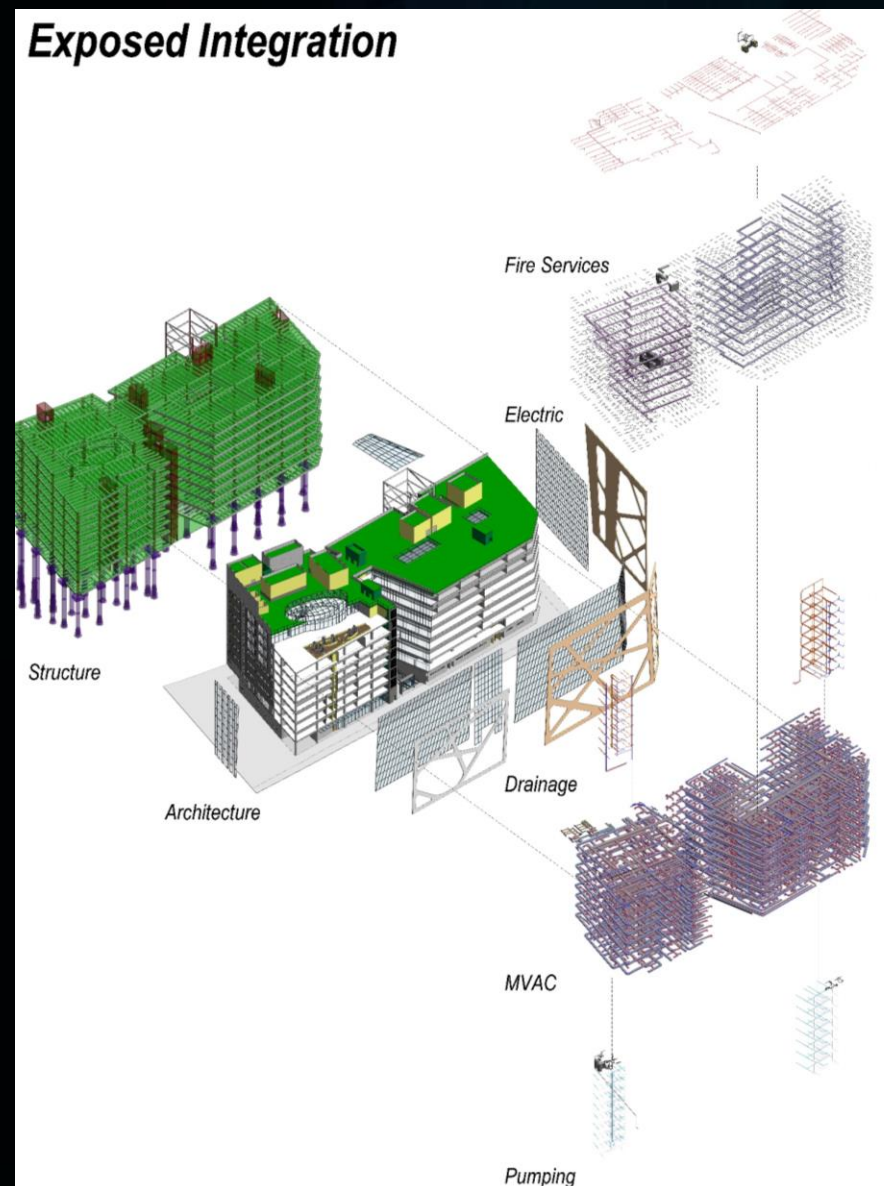 Exposed Integration
Fire Services
Electric
Structure
Architecture
Drainage
MVAC
Pumping